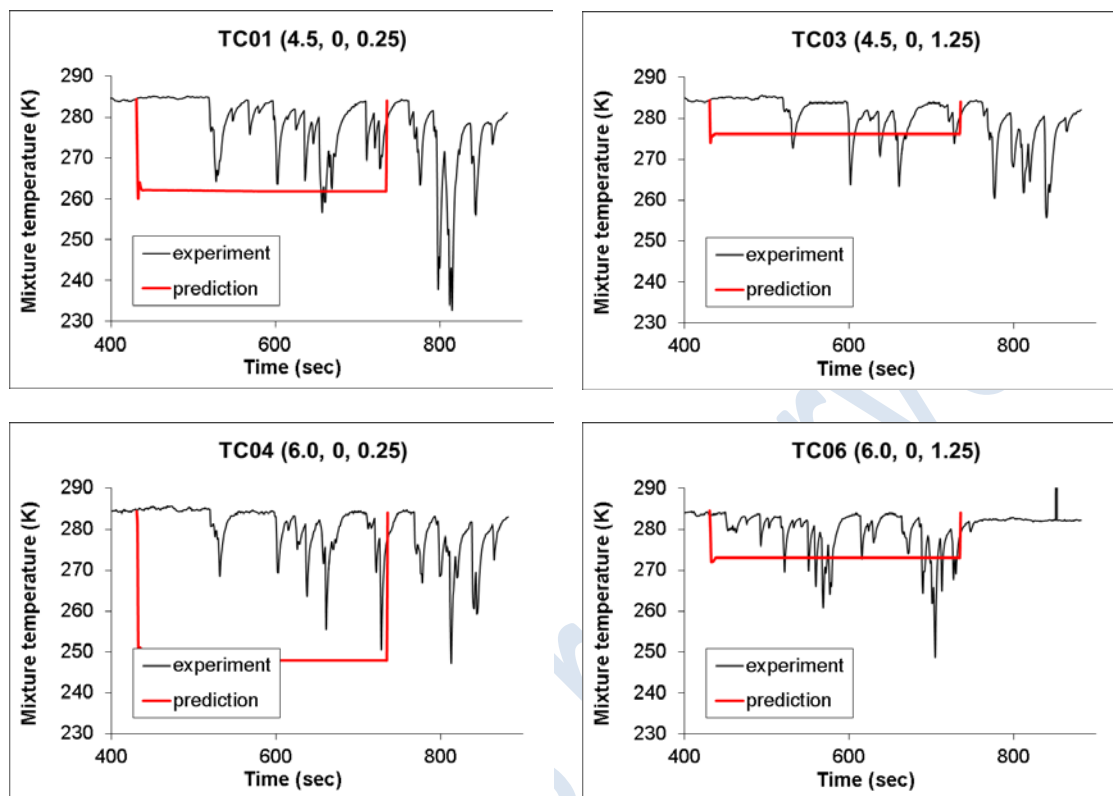 TC01 (4.5, 0, 0.25)
290
280
270
260
250
240
230
Mixture temperature (K)
experiment
prediction
400
600
800
Time (sec)
TC03 (4.5, 0, 1.25)
290
280
270
260
250
240
230
Mixture temperature (K)
experiment
prediction
400
600
800
Time (sec)
TC04 (6.0, 0, 0.25)
290
280
270
260
250
240
230
Mixture temperature (K)
experiment
prediction
400
600
800
Time (sec)
TC06 (6.0, 0, 1.25)
290
280
270
260
250
240
230
Mixture temperature (K)
experiment
prediction
400
600
800
Time (sec)